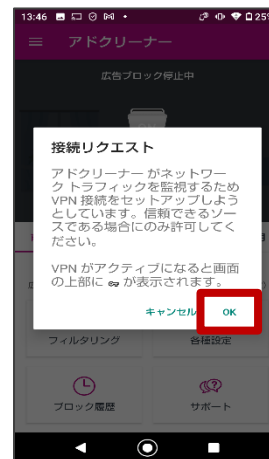 13:46
25%
アドクリーナー
広告ブロック停止中
接続リクエスト
アドクリーナー がネットワー
ク トラフィックを監視するため
VPN 接続をセットアップしよう
としています。信頼できるソー
スである場合にのみ許可してく
ださい。
VPN がアクティブになると画面
の上部に が表示されます。
キャンセル OK
フィルタリング 各種設定
ブロック履歴 サポート